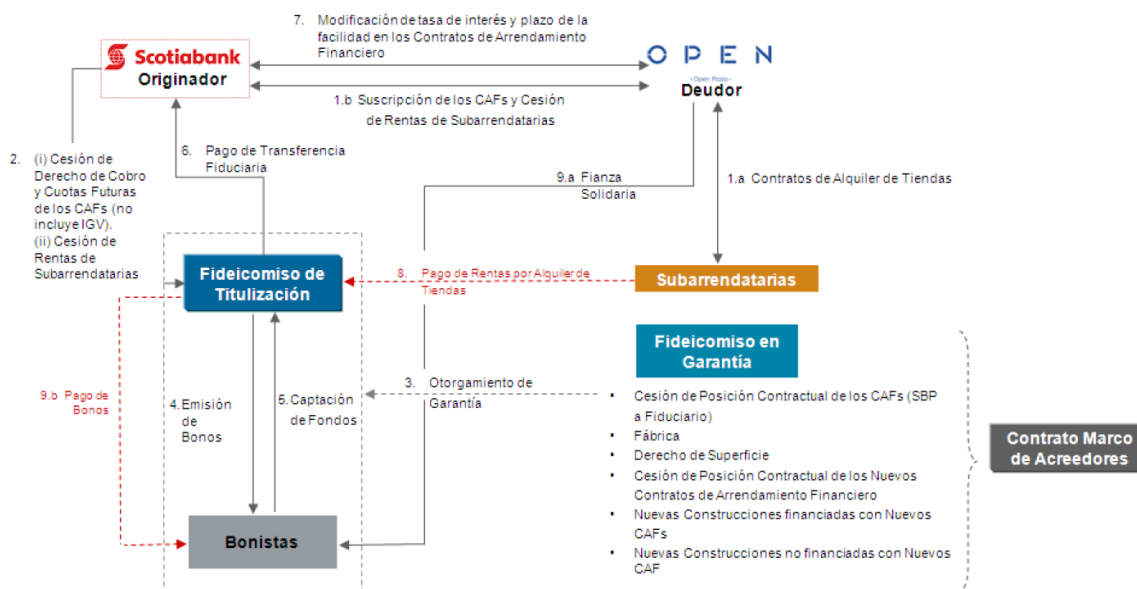 7. Modificación de tasa de interés y plazo de la
facilidad en los Contratos de Arrendamiento
Financiero
Scotiabank
Originador
OPEN
Open Plaza
Deudor
1.b Suscripción de los CAFs y Cesión
de Rentas de Subarrendatarias
2. (i) Cesión de
Derecho de Cobro
y Cuotas Futuras
de los CAFs (no
incluye IGV).
(ii) Cesión de
Rentas de
Subarrendatarias
6. Pago de Transferencia
Fiduciaria
9.a Fianza
Solidaria
1.a Contratos de Alquiler de Tiendas
Fideicomiso de
Titulización
8. Pago de Rentas por Alquiler de
Tiendas
Subarrendatarias
Fideicomiso en
Garantía
9.b Pago de
Bonos
4. Emisión
de
Bonos
5. Captación
de Fondos
3. Otorgamiento de
Garantía
• Cesión de Posición Contractual de los CAFs (SBP
a Fiduciario)
• Fábrica
• Derecho de Superficie
• Cesión de Posición Contractual de los Nuevos
Contratos de Arrendamiento Financiero
• Nuevas Construcciones financiadas con Nuevos
CAFs
• Nuevas Construcciones no financiadas con Nuevos
CAF
Contrato Marco
de Acreedores
Bonistas